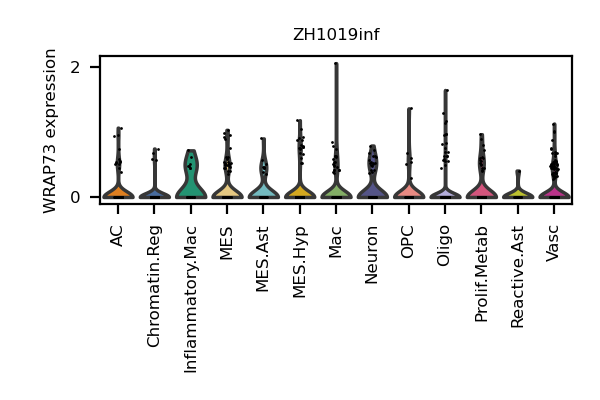 ZH1019inf
WRAP73 expression
2
0
AC
Chromatin.Reg
Inflammatory.Mac
MES
MES.Ast
MES.Hyp
Mac
Neuron
OPC
Oligo
Prolif.Metab
Reactive.Ast
Vasc